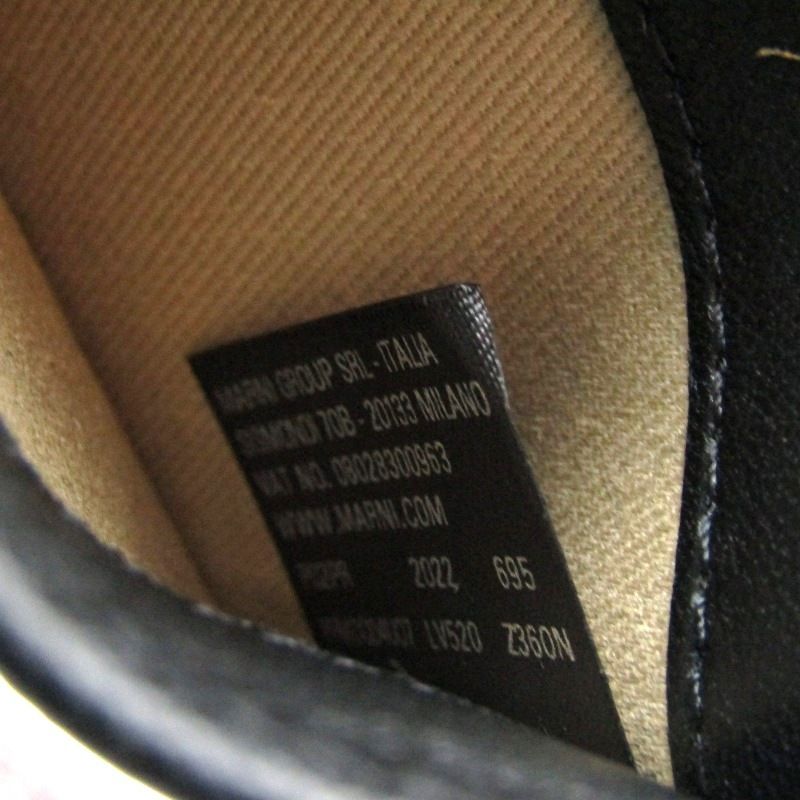 MARNI GROUP SRL - ITALIA
SISMONDI 70B - 20133 MILANO
VAT NO. 08028300963
WWW.MARNI.COM
2022, 695
LV520 Z360N